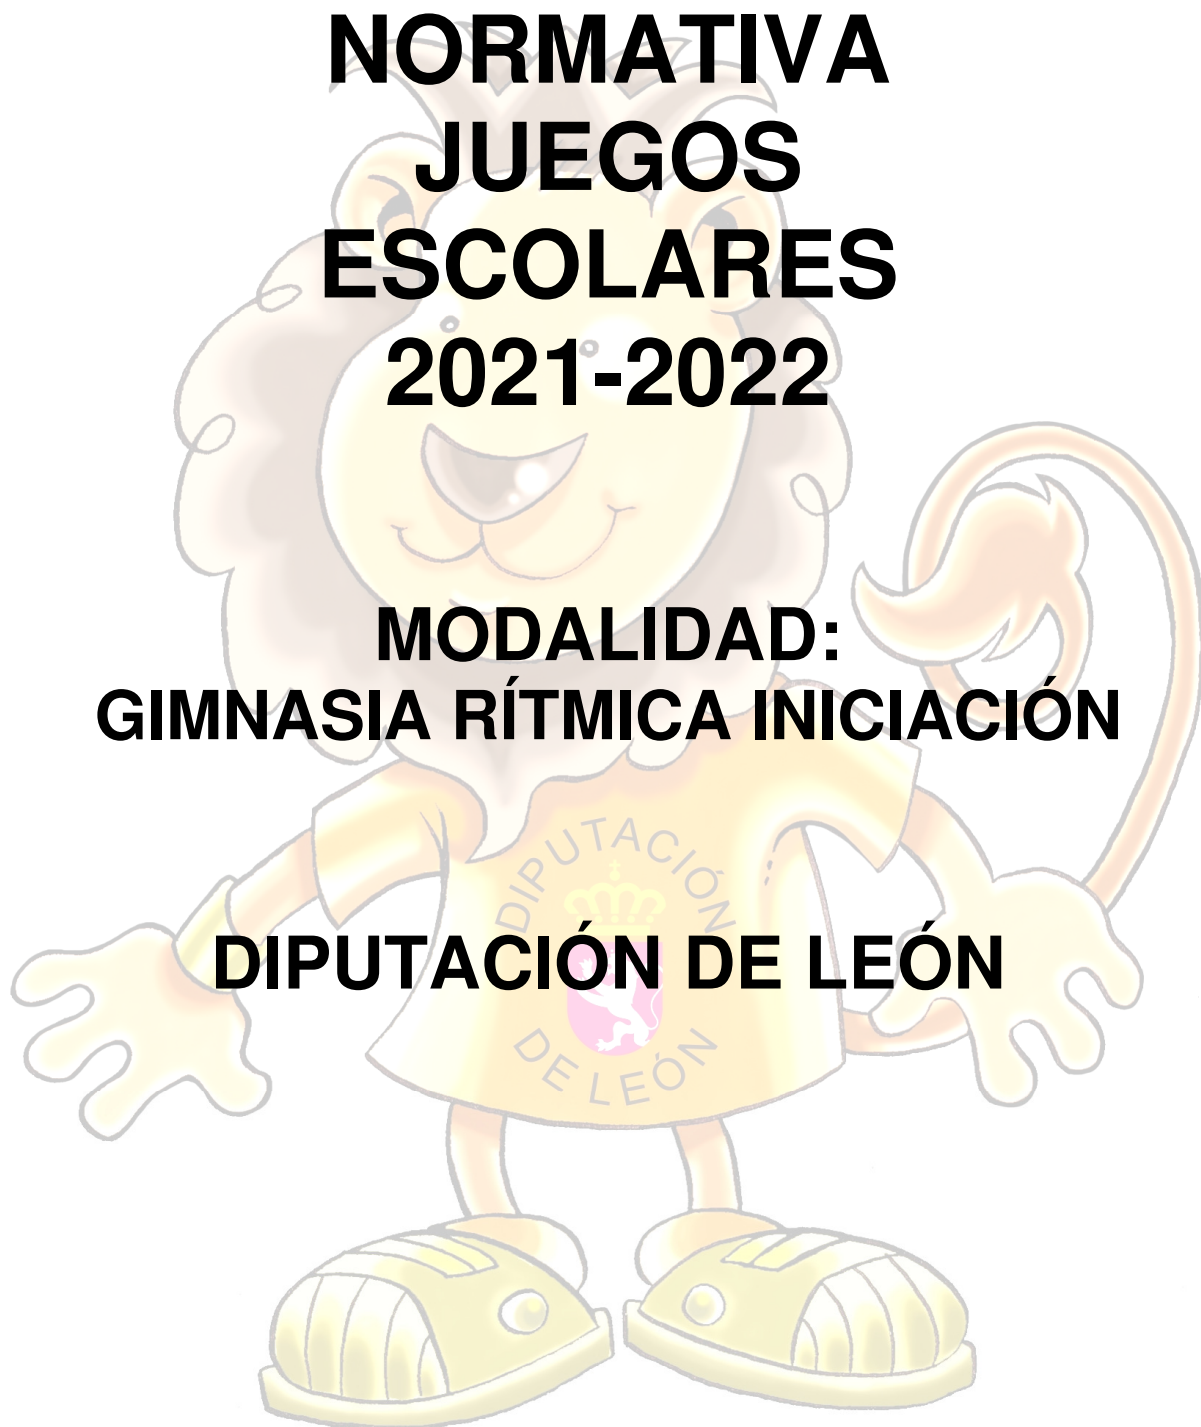 NORMATIVA
JUEGOS
ESCOLARES
2021-2022
MODALIDAD:
GIMNASIA RÍTMICA INICIACIÓN
DIPUTACIÓN
DIPUTACIÓN DE LEÓN
DE LEÓN